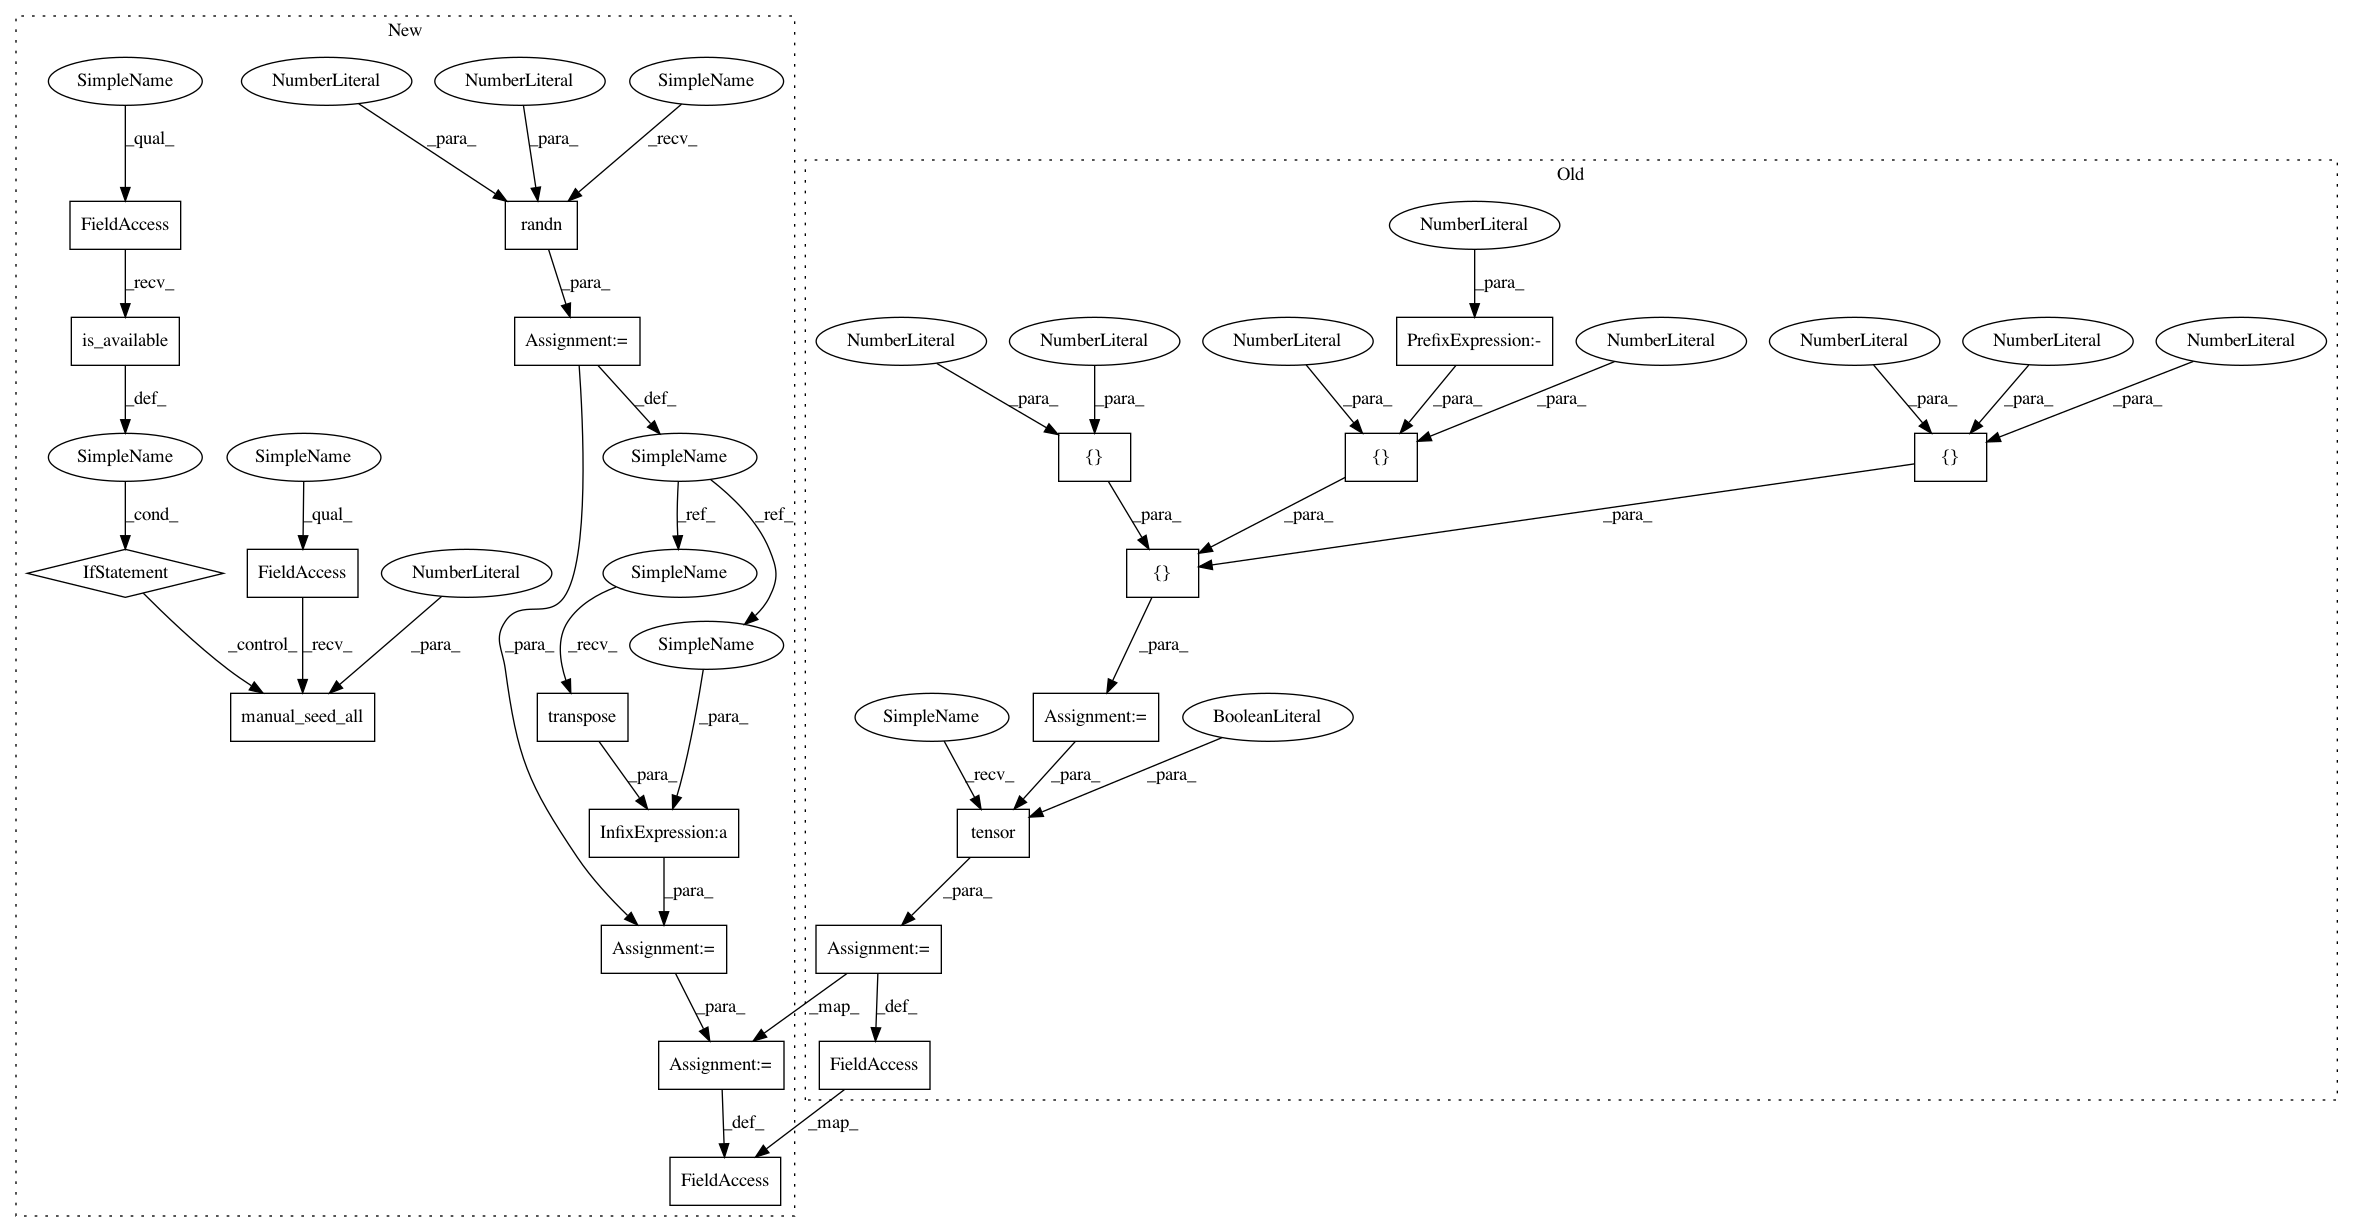 New
SimpleName NumberLiteral NumberLiteral SimpleName
_qual_ _para_ _para_ _recv_
Old
FieldAccess randn NumberLiteral
_recv_ _para_ _para_
is_available Assignment:= NumberLiteral NumberLiteral NumberLiteral PrefixExpression:- NumberLiteral NumberLiteral NumberLiteral NumberLiteral
_def_ _def_ _para_ _para_ _para_ _para_ _para_ _para_ _para_ _para_
SimpleName SimpleName SimpleName {} {} {}
_cond_ _qual_ _ref_ _ref_ _para_ _para_ _para_
IfStatement FieldAccess NumberLiteral SimpleName {}
_control_ _recv_ _para_ _para_ _recv_ SimpleName _para_
manual_seed_all transpose _para_ SimpleName Assignment:= BooleanLiteral
_para_ _recv_ _para_ _para_
InfixExpression:a tensor
_para_ _para_
Assignment:= Assignment:=
_para_ _map_ _def_
Assignment:= FieldAccess
_def_ _map_
FieldAccess